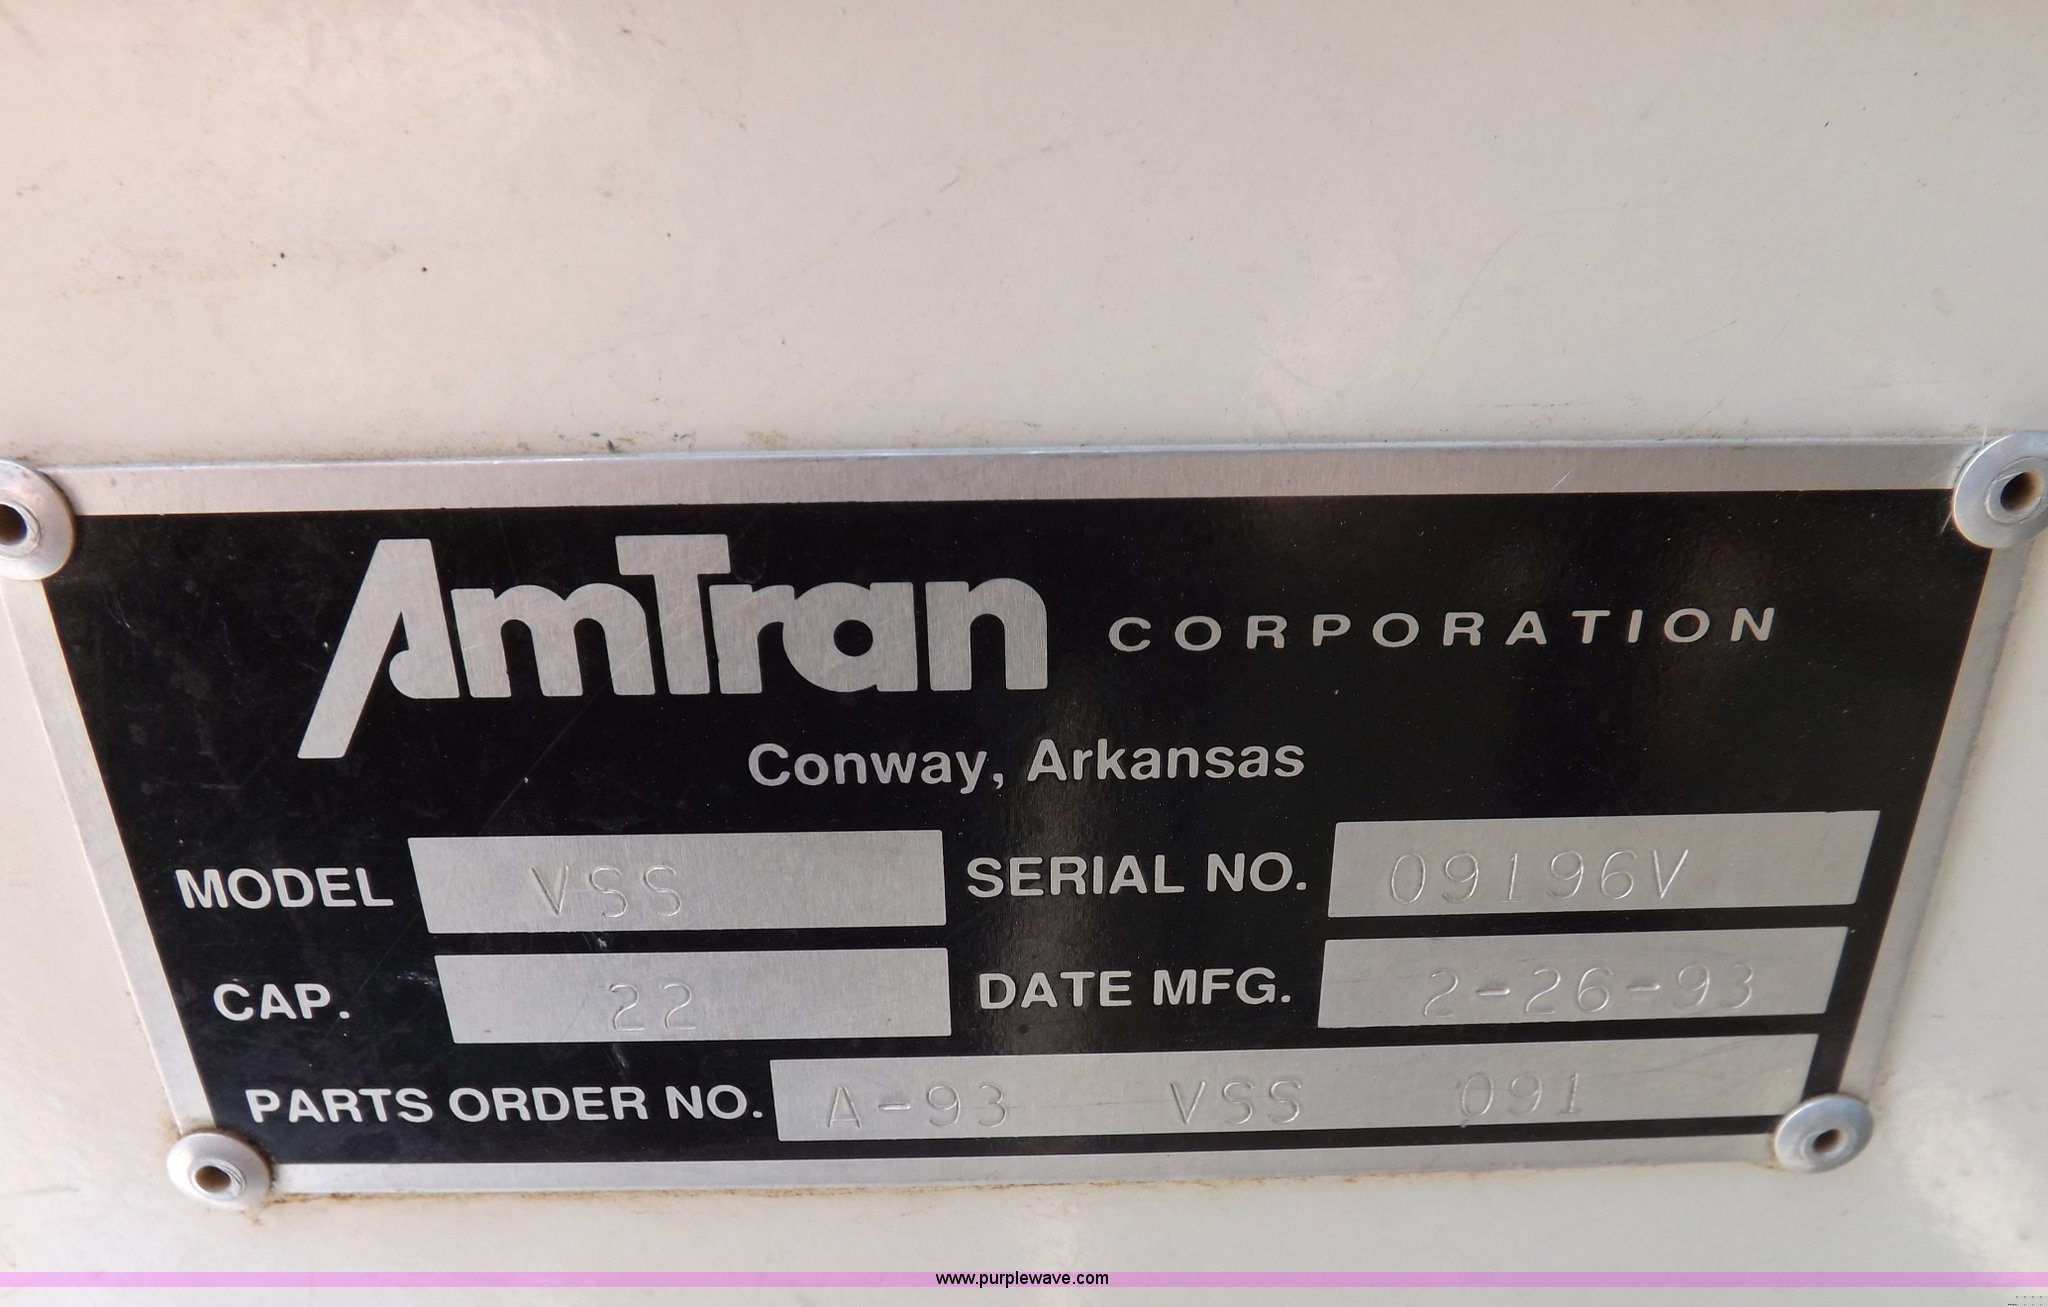 AmTran CORPORATION
Conway, Arkansas
MODEL VSS SERIAL NO. 09196V
CAP. 22 DATE MFG. 2-26-93
PARTS ORDER NO. A-93 VSS 091
www.purplewave.com